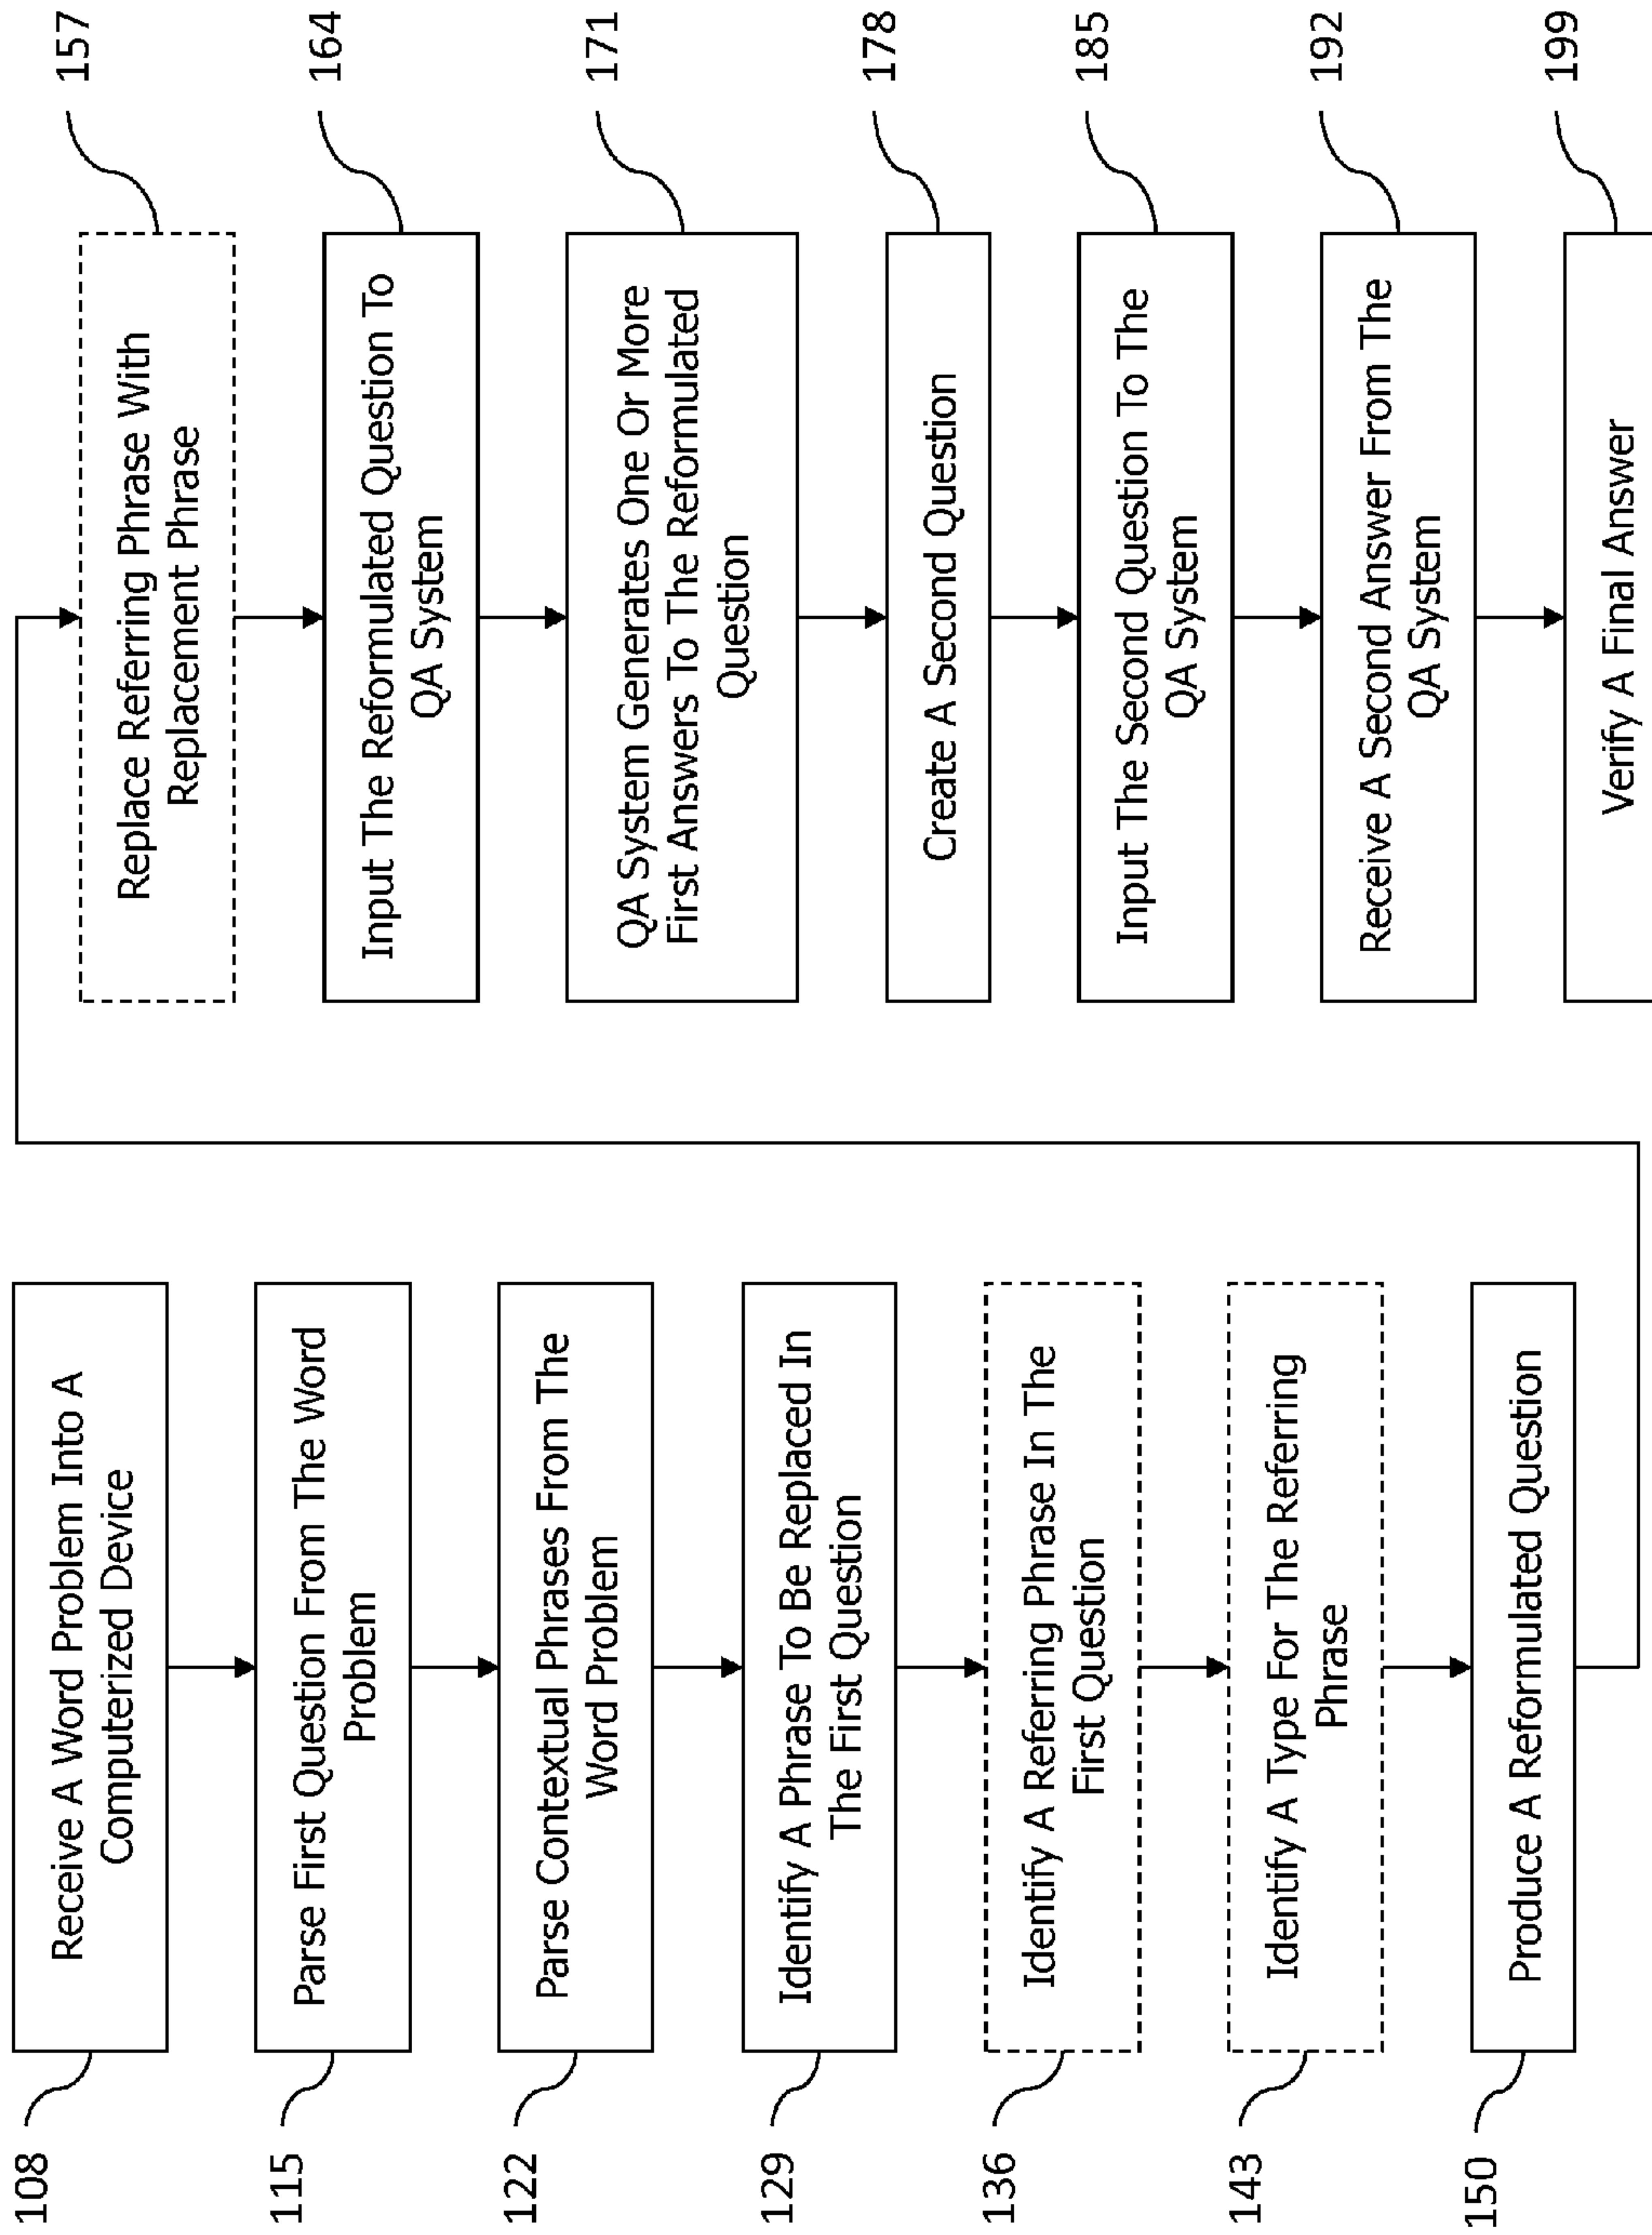 108
Receive A Word Problem Into A
Computerized Device
115
Parse First Question From The Word
Problem
122
Parse Contextual Phrases From The
Word Problem
129
Identify A Phrase To Be Replaced In
The First Question
136
Identify A Referring Phrase In The
First Question
143
Identify A Type For The Referring
Phrase
150
Produce A Reformulated Question
Replace Referring Phrase With
Replacement Phrase
157
Input The Reformulated Question To
QA System
164
QA System Generates One Or More
First Answers To The Reformulated
Question
171
Create A Second Question
178
Input The Second Question To The
QA System
185
Receive A Second Answer From The
QA System
192
Verify A Final Answer
199